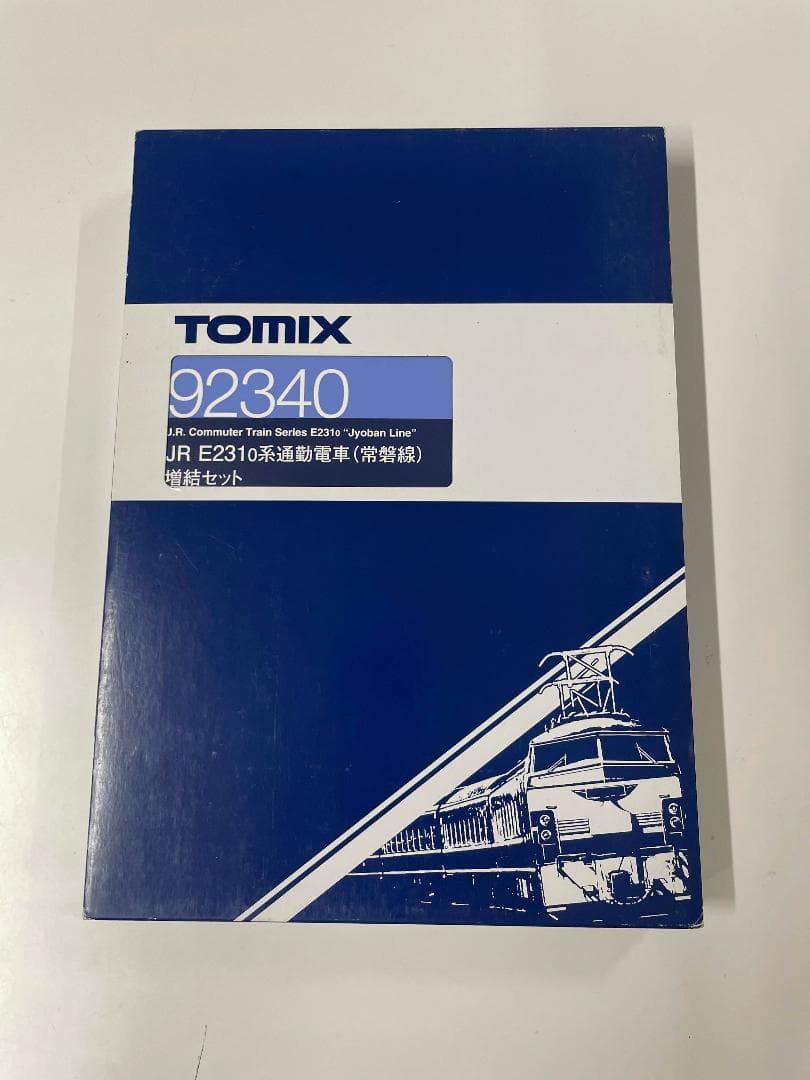 TOMIX
92340
J.R. Commuter Train Series E2310 "Jyoban Line"
JR E2310系通勤電車(常磐線)
増結セット